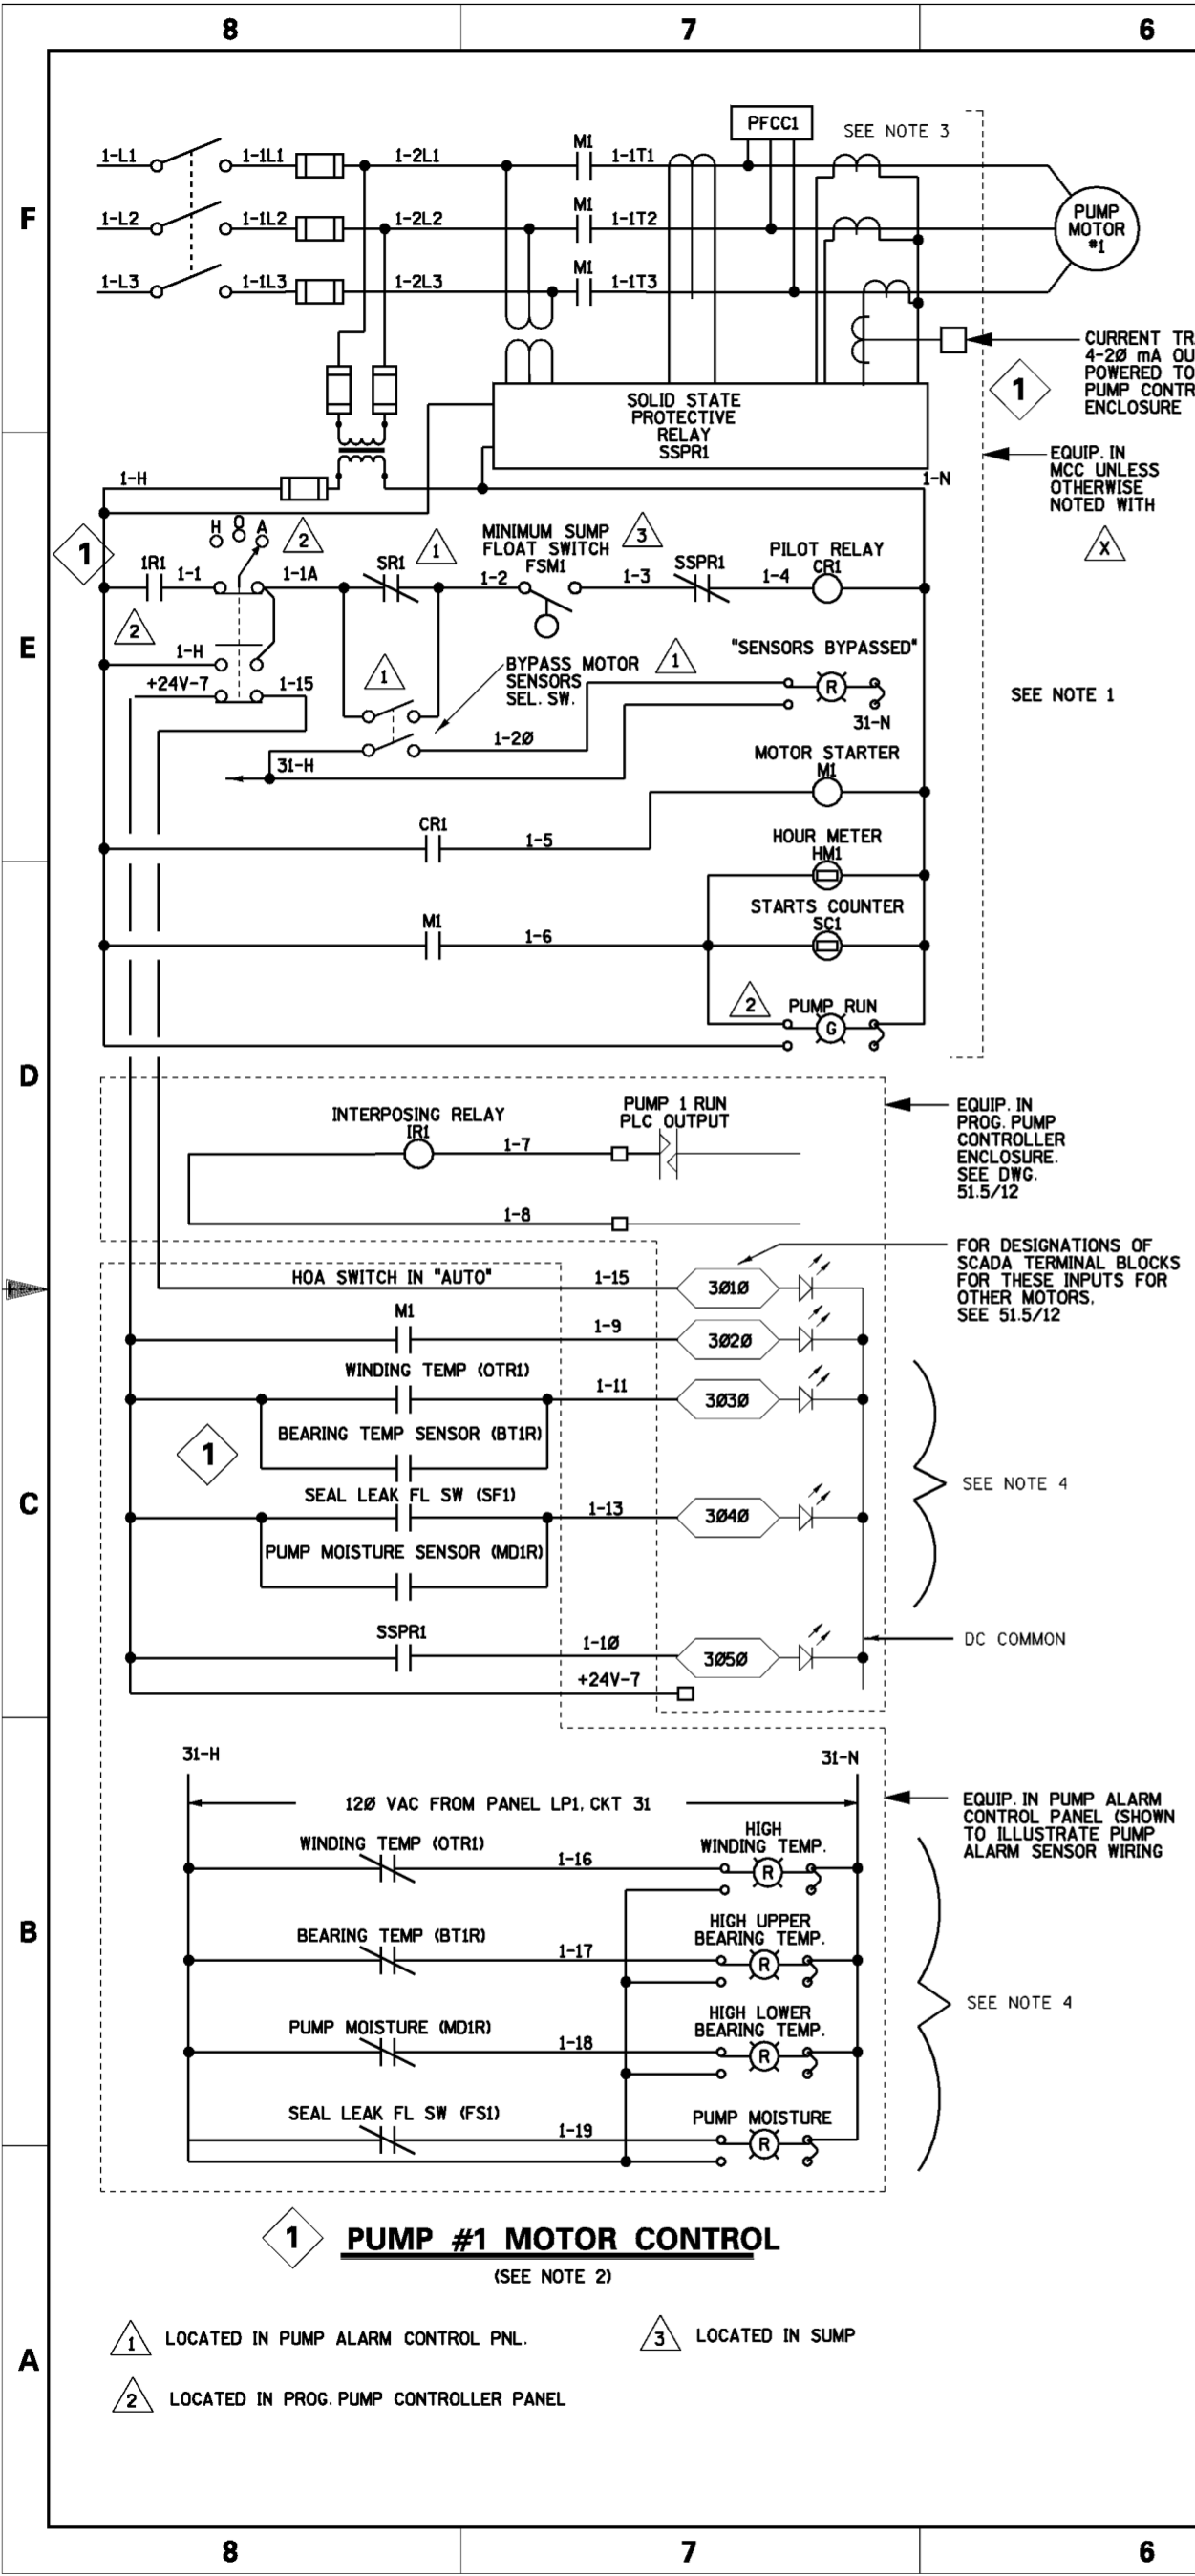 8 7 6
F
E
D
C
B
A
PFCC1
SEE NOTE 3
1-L1 1-1L1 1-2L1 M1 1-1T1
1-L2 1-1L2 1-2L2 M1 1-1T2
1-L3 1-1L3 1-2L3 M1 1-1T3
PUMP
MOTOR
#1
CURRENT TR
4-20 mA OU
POWERED TO
PUMP CONTR
ENCLOSURE
1
SOLID STATE
PROTECTIVE
RELAY
SSPR1
EQUIP. IN
MCC UNLESS
OTHERWISE
NOTED WITH
X
1-H
1-N
1
H O A
2
1R1 1-1 1-1A
SR1
1
MINIMUM SUMP
FLOAT SWITCH
FSM1
3
1-2 1-3
SSPR1
1-4
PILOT RELAY
CR1
2
1-H
+24V-7 1-15
1
BYPASS MOTOR
SENSORS
SEL. SW.
1
"SENSORS BYPASSED"
R
31-N
SEE NOTE 1
1-20
31-H
MOTOR STARTER
M1
CR1
1-5
HOUR METER
HM1
STARTS COUNTER
SC1
M1
1-6
2
PUMP RUN
G
INTERPOSING RELAY
IR1
1-7
PUMP 1 RUN
PLC OUTPUT
1-8
EQUIP. IN
PROG. PUMP
CONTROLLER
ENCLOSURE.
SEE DWG.
51.5/12
FOR DESIGNATIONS OF
SCADA TERMINAL BLOCKS
FOR THESE INPUTS FOR
OTHER MOTORS,
SEE 51.5/12
HOA SWITCH IN "AUTO" 1-15 3010
M1 1-9 3020
WINDING TEMP (OTR1) 1-11 3030
BEARING TEMP SENSOR (BT1R)
1
SEE NOTE 4
SEAL LEAK FL SW (SF1) 1-13 3040
PUMP MOISTURE SENSOR (MD1R)
SSPR1 1-10 3050
+24V-7
DC COMMON
31-H 31-N
120 VAC FROM PANEL LP1, CKT 31
EQUIP. IN PUMP ALARM
CONTROL PANEL (SHOWN
TO ILLUSTRATE PUMP
ALARM SENSOR WIRING
WINDING TEMP (OTR1) 1-16
HIGH
WINDING TEMP.
R
BEARING TEMP (BT1R) 1-17
HIGH UPPER
BEARING TEMP.
R
SEE NOTE 4
PUMP MOISTURE (MD1R) 1-18
HIGH LOWER
BEARING TEMP.
R
SEAL LEAK FL SW (FS1) 1-19
PUMP MOISTURE
R
1 PUMP #1 MOTOR CONTROL
(SEE NOTE 2)
1 LOCATED IN PUMP ALARM CONTROL PNL.
3 LOCATED IN SUMP
2 LOCATED IN PROG. PUMP CONTROLLER PANEL
8 7 6